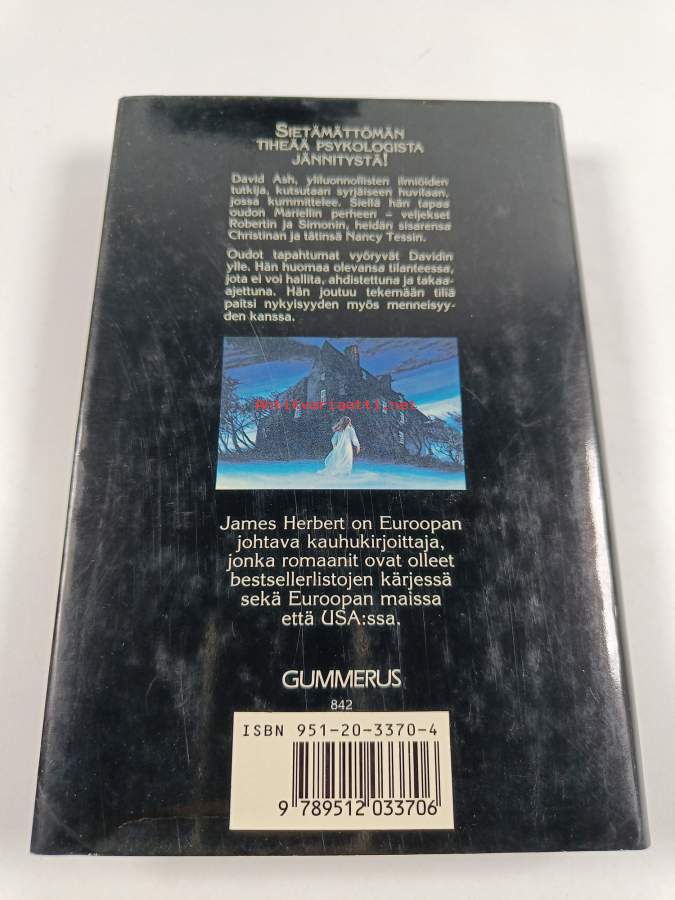 SIETÄMÄTTÖMÄN
TIHEÄÄ PSYKOLOGISTA
JÄNNITYSTÄ!
David Ash, yliluonnollisten ilmiöiden
tutkija, kutsutaan syrjäiseen huvilaan,
jossa kummittelee. Siellä hän tapaa
oudon Mariellin perheen – veljekset
Robertin ja Simonin, heidän sisarensa
Christinan ja tätinsä Nancy Tessin.
Oudot tapahtumat vyöryvät Davidin
ylle. Hän huomaa olevansa tilanteessa,
jota ei voi hallita, ahdistettuna ja takaa-
ajettuna. Hän joutuu tekemään tiliä
paitsi nykyisyyden myös menneisyy-
den kanssa.
Antikvariaatti.net
James Herbert on Euroopan
johtava kauhukirjoittaja,
jonka romaanit ovat olleet
bestsellerlistojen kärjessä
sekä Euroopan maissa
että USA:ssa.
GUMMERUS
842
ISBN 951-20-3370-4
9 789512 033706